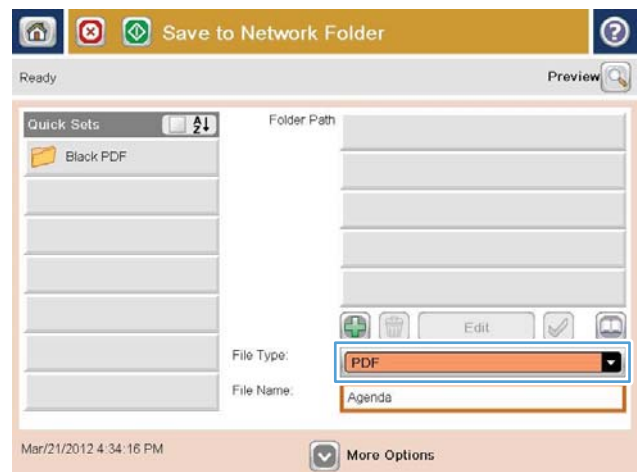 Save to Network Folder
Ready
Preview
Quick Sets
Folder Path
Black PDF
Edit
File Type:
PDF
File Name:
Agenda
Mar/21/2012 4:34:16 PM
More Options